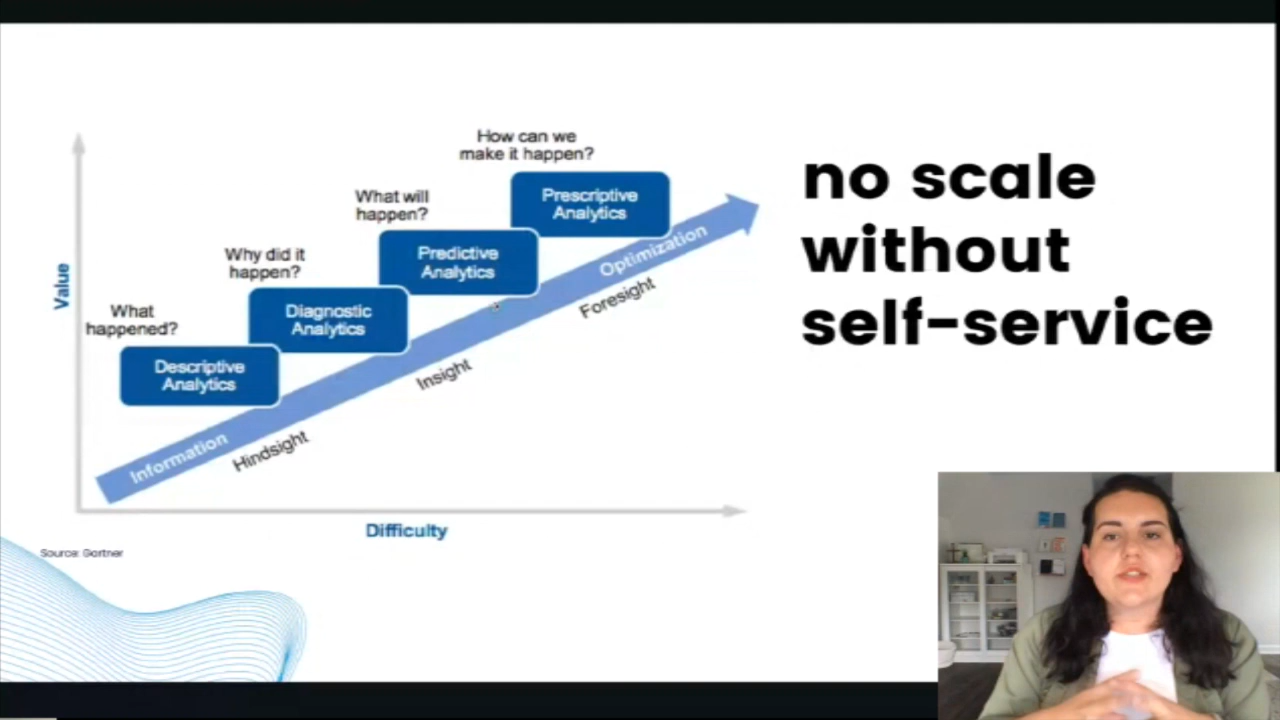 How can we
make it happen?
Prescriptive
Analytics
What will
happen?
Predictive
Analytics
Why did it
happen?
Diagnostic
Analytics
What
happened?
Descriptive
Analytics
Value
Information
Hindsight
Insight
Optimization
Foresight
Difficulty
Source: Gartner
no scale
without
self-service